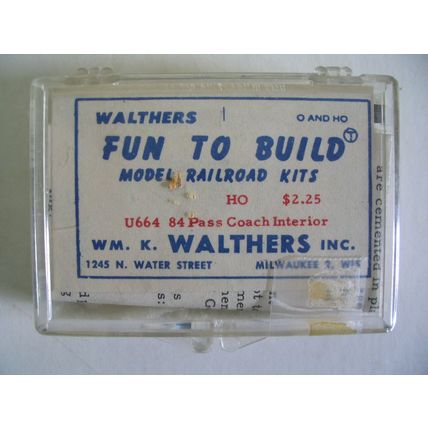 WALTHERS O AND HO
FUN TO BUILD
MODEL RAILROAD KITS
HO $2.25
U664 84 Pass Coach Interior
WM. K. WALTHERS INC.
1245 N. WATER STREET MILWAUKEE 2, WIS
are cemented in pl